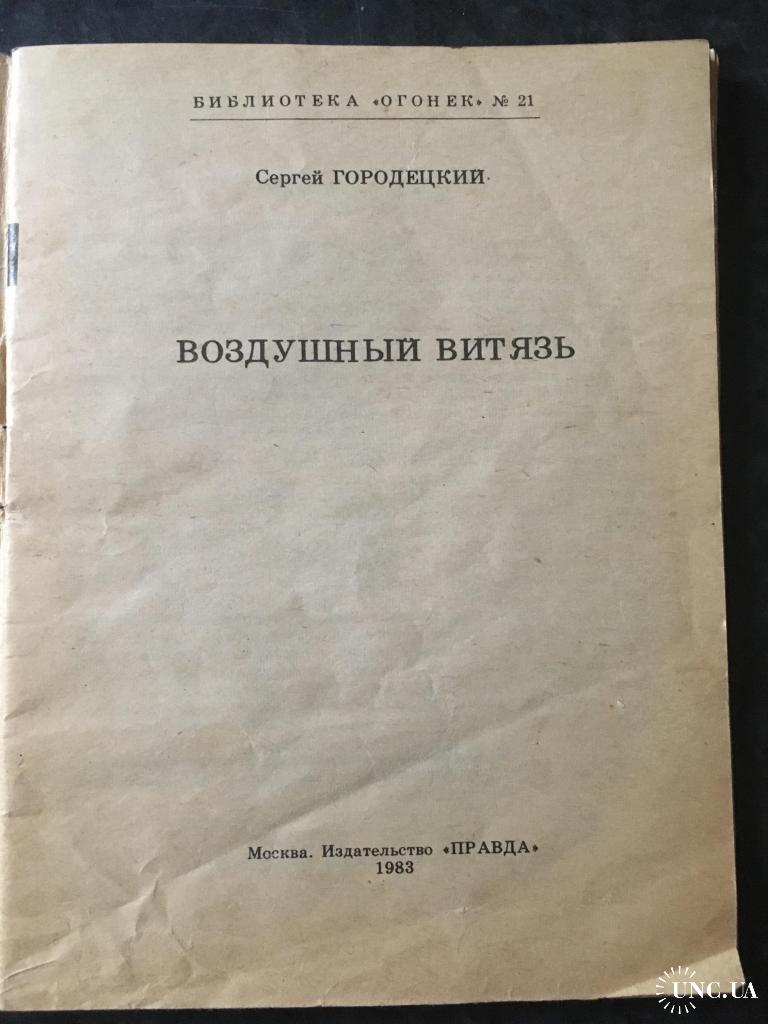 БИБЛИОТЕКА «ОГОНЕК» № 21
Сергей ГОРОДЕЦКИЙ
ВОЗДУШНЫЙ ВИТЯЗЬ
Москва. Издательство «ПРАВДА»
1983
UNC.UA